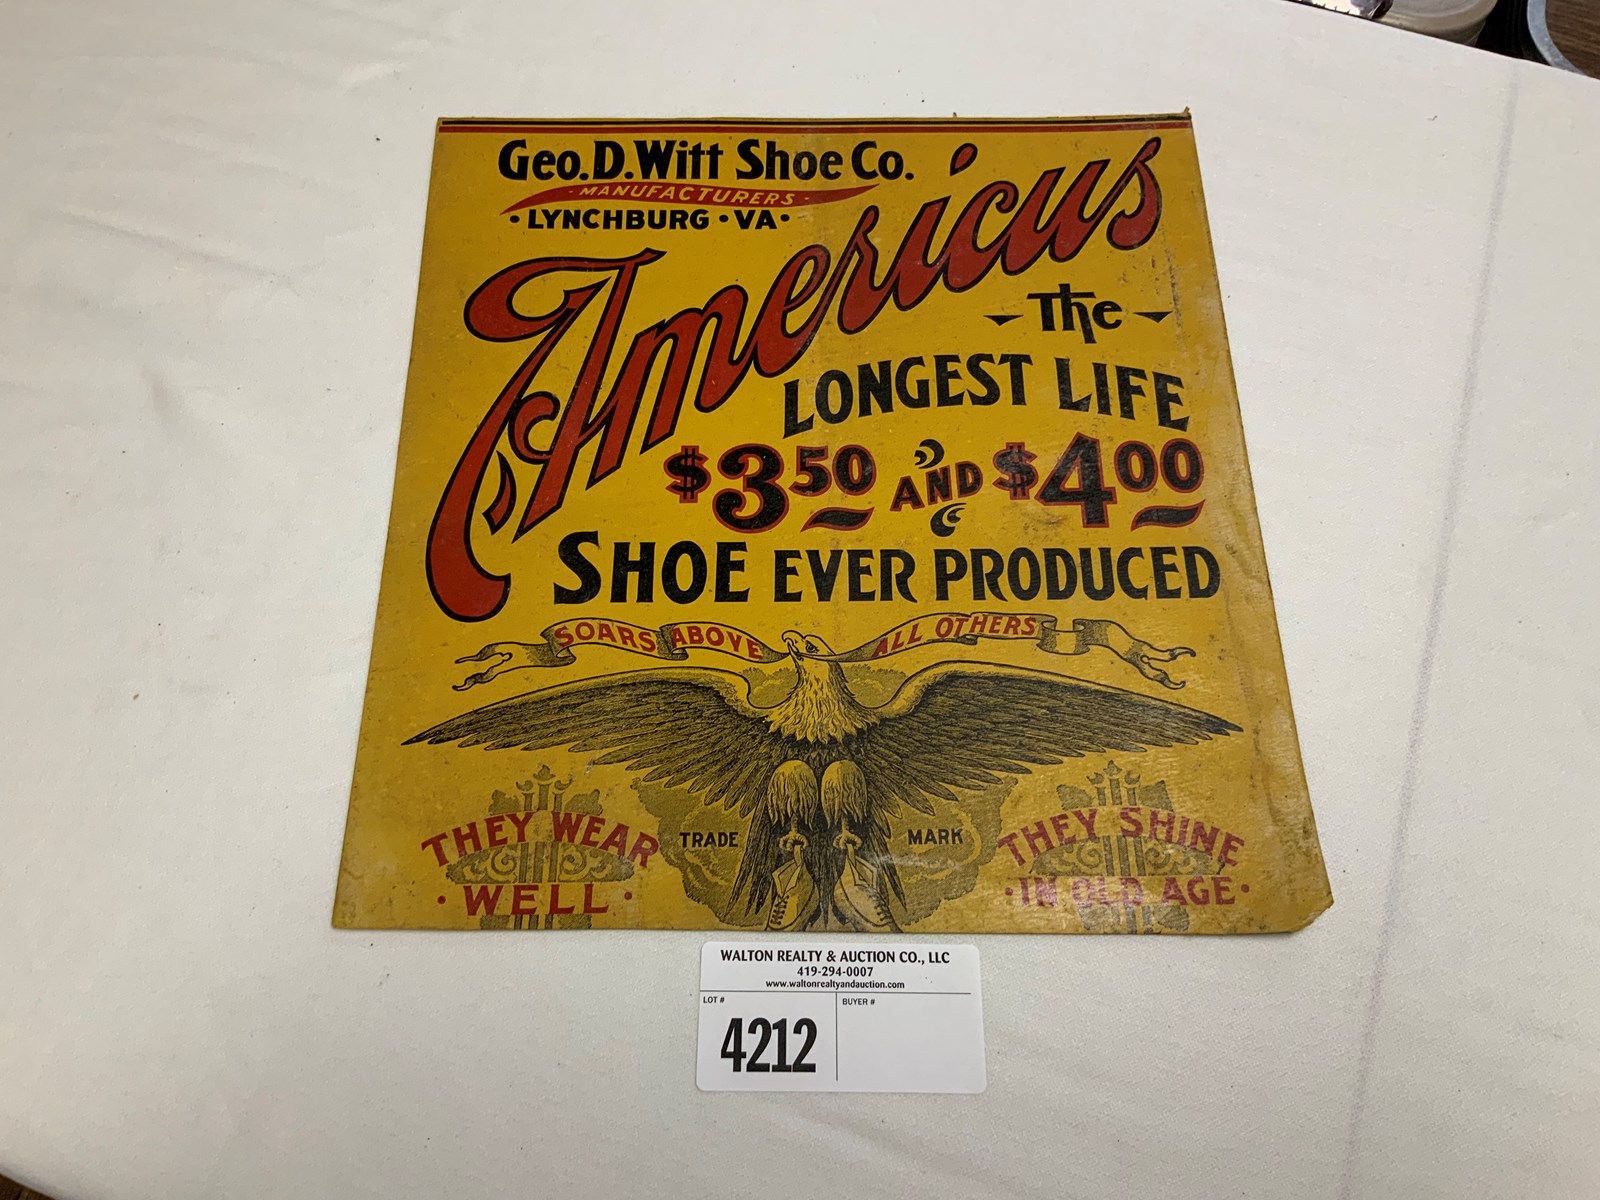 Geo. D. Witt Shoe Co.
MANUFACTURERS
• LYNCHBURG • VA •
Americus
The
LONGEST LIFE
$3.50 AND $4.00
SHOE EVER PRODUCED
SOARS ABOVE ALL OTHERS
THEY WEAR
• WELL •
TRADE MARK
THEY SHINE
• IN OLD AGE •
WALTON REALTY & AUCTION CO., LLC
419-294-0007
www.waltonrealtyandauction.com
LOT # BUYER #
4212